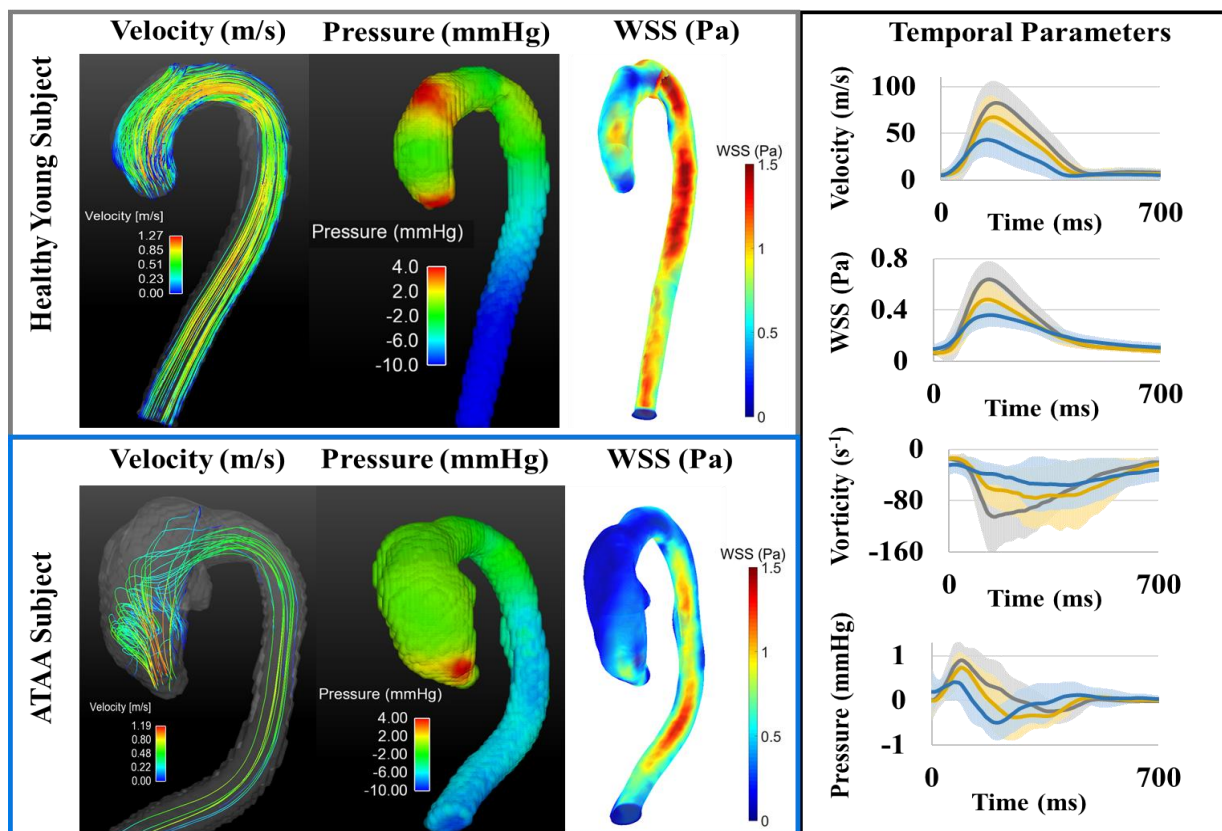 Healthy Young Subject
Velocity (m/s)
Pressure (mmHg)
WSS (Pa)
Velocity [m/s]
1.27
0.85
0.51
0.23
0.00
Pressure (mmHg)
4.0
2.0
-2.0
-6.0
-10.0
WSS (Pa)
1.5
1
0.5
0
ATAA Subject
Velocity (m/s)
Pressure (mmHg)
WSS (Pa)
Velocity [m/s]
1.19
0.80
0.48
0.22
0.00
Pressure (mmHg)
4.00
2.00
-2.00
-6.00
-10.00
WSS (Pa)
1.5
1
0.5
0
Temporal Parameters
Velocity (m/s)
100
50
0
0
700
Time (ms)
WSS (Pa)
0.8
0.4
0
0
700
Time (ms)
Vorticity (s⁻¹)
0
-80
-160
0
700
Time (ms)
Pressure (mmHg)
1
0
-1
0
700
Time (ms)